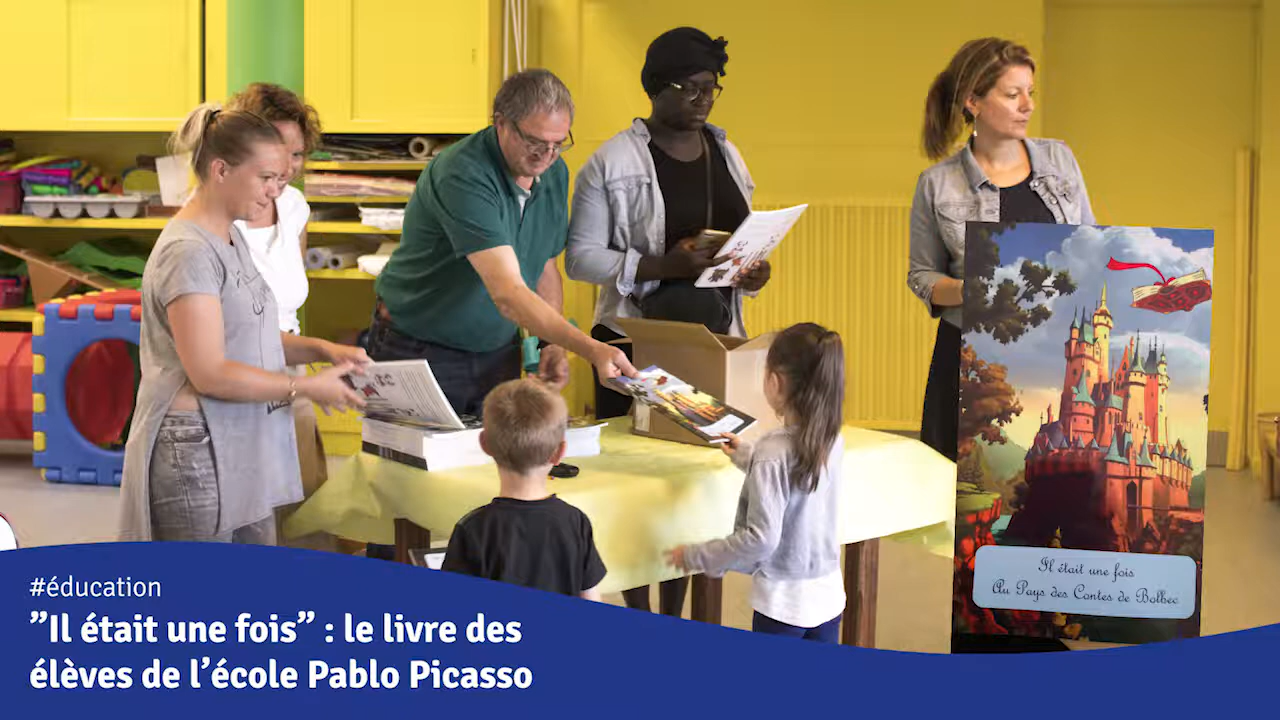 Il était une fois
Au Pays des Contes de Bolbec
#éducation
”Il était une fois” : le livre des
élèves de l’école Pablo Picasso